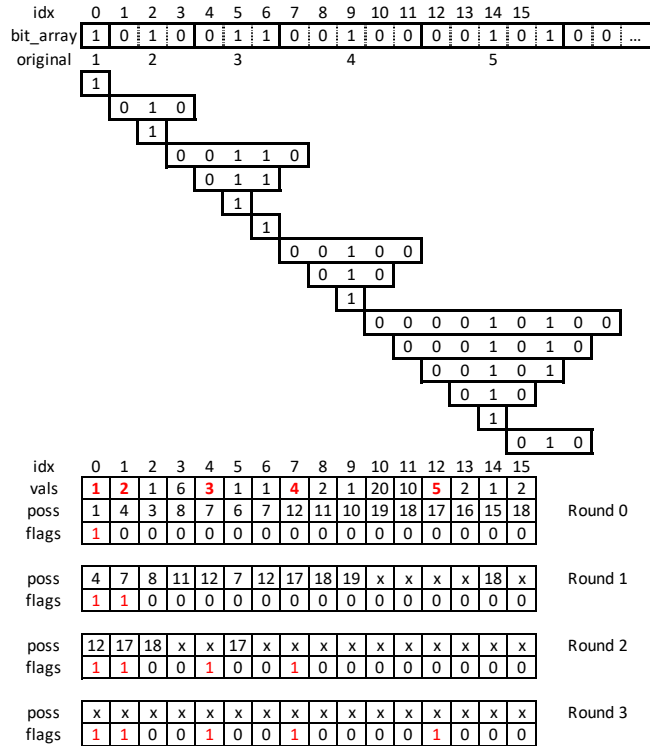 idx 0 1 2 3 4 5 6 7 8 9 10 11 12 13 14 15
bit_array 1 0 1 0 0 1 1 0 0 1 0 0 0 0 1 0 1 0 0 ...
original 1 2 3 4 5
1
0 1 0
1
0 0 1 1 0
0 1 1
1
1
0 0 1 0 0
0 1 0
1
0 0 0 0 1 0 1 0 0
0 0 0 1 0 1 0
0 0 1 0 1
0 1 0
1
0 1 0
idx 0 1 2 3 4 5 6 7 8 9 10 11 12 13 14 15
vals 1 2 1 6 3 1 1 4 2 1 20 10 5 2 1 2
poss 1 4 3 8 7 6 7 12 11 10 19 18 17 16 15 18 Round 0
flags 1 0 0 0 0 0 0 0 0 0 0 0 0 0 0 0
poss 4 7 8 11 12 7 12 17 18 19 x x x x 18 x Round 1
flags 1 1 0 0 0 0 0 0 0 0 0 0 0 0 0 0
poss 12 17 18 x x 17 x x x x x x x x x x Round 2
flags 1 1 0 0 1 0 0 1 0 0 0 0 0 0 0 0
poss x x x x x x x x x x x x x x x x Round 3
flags 1 1 0 0 1 0 0 1 0 0 0 0 1 0 0 0